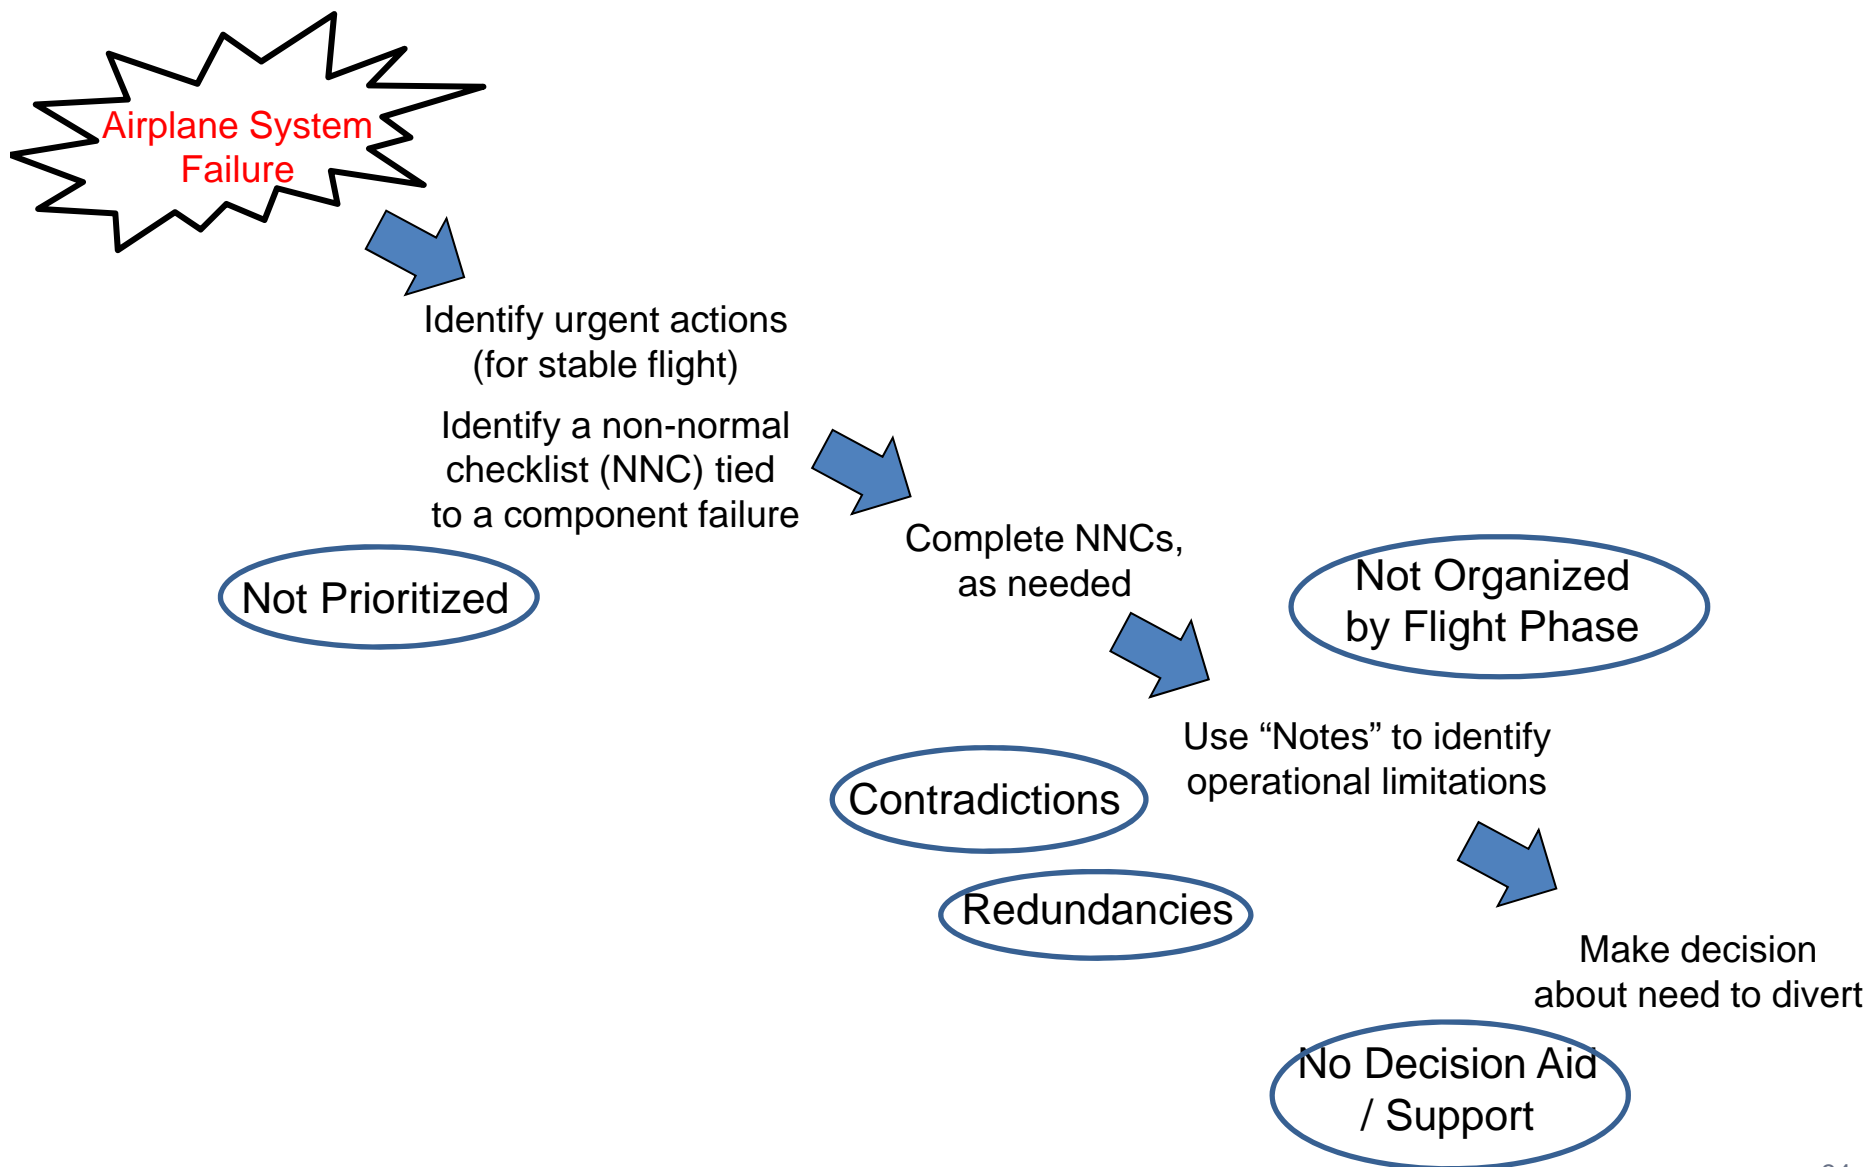 Airplane System
Failure
Identify urgent actions
(for stable flight)
Identify a non-normal
checklist (NNC) tied
to a component failure
Not Prioritized
Complete NNCs,
as needed
Not Organized
by Flight Phase
Use “Notes” to identify
operational limitations
Contradictions
Redundancies
Make decision
about need to divert
No Decision Aid
/ Support